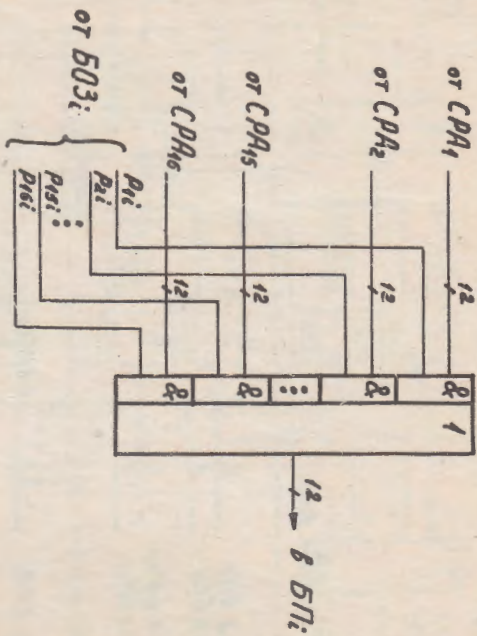 от СРА₁ 12 &
от СРА₂ 12 &
⋮
12 в БПᵢ
1
от СРА₁₅ 12 &
от СРА₁₆ 12 &
P₁ᵢ
P₂ᵢ
⋮
от БОЗᵢ
P₁₅ᵢ
P₁₆ᵢ